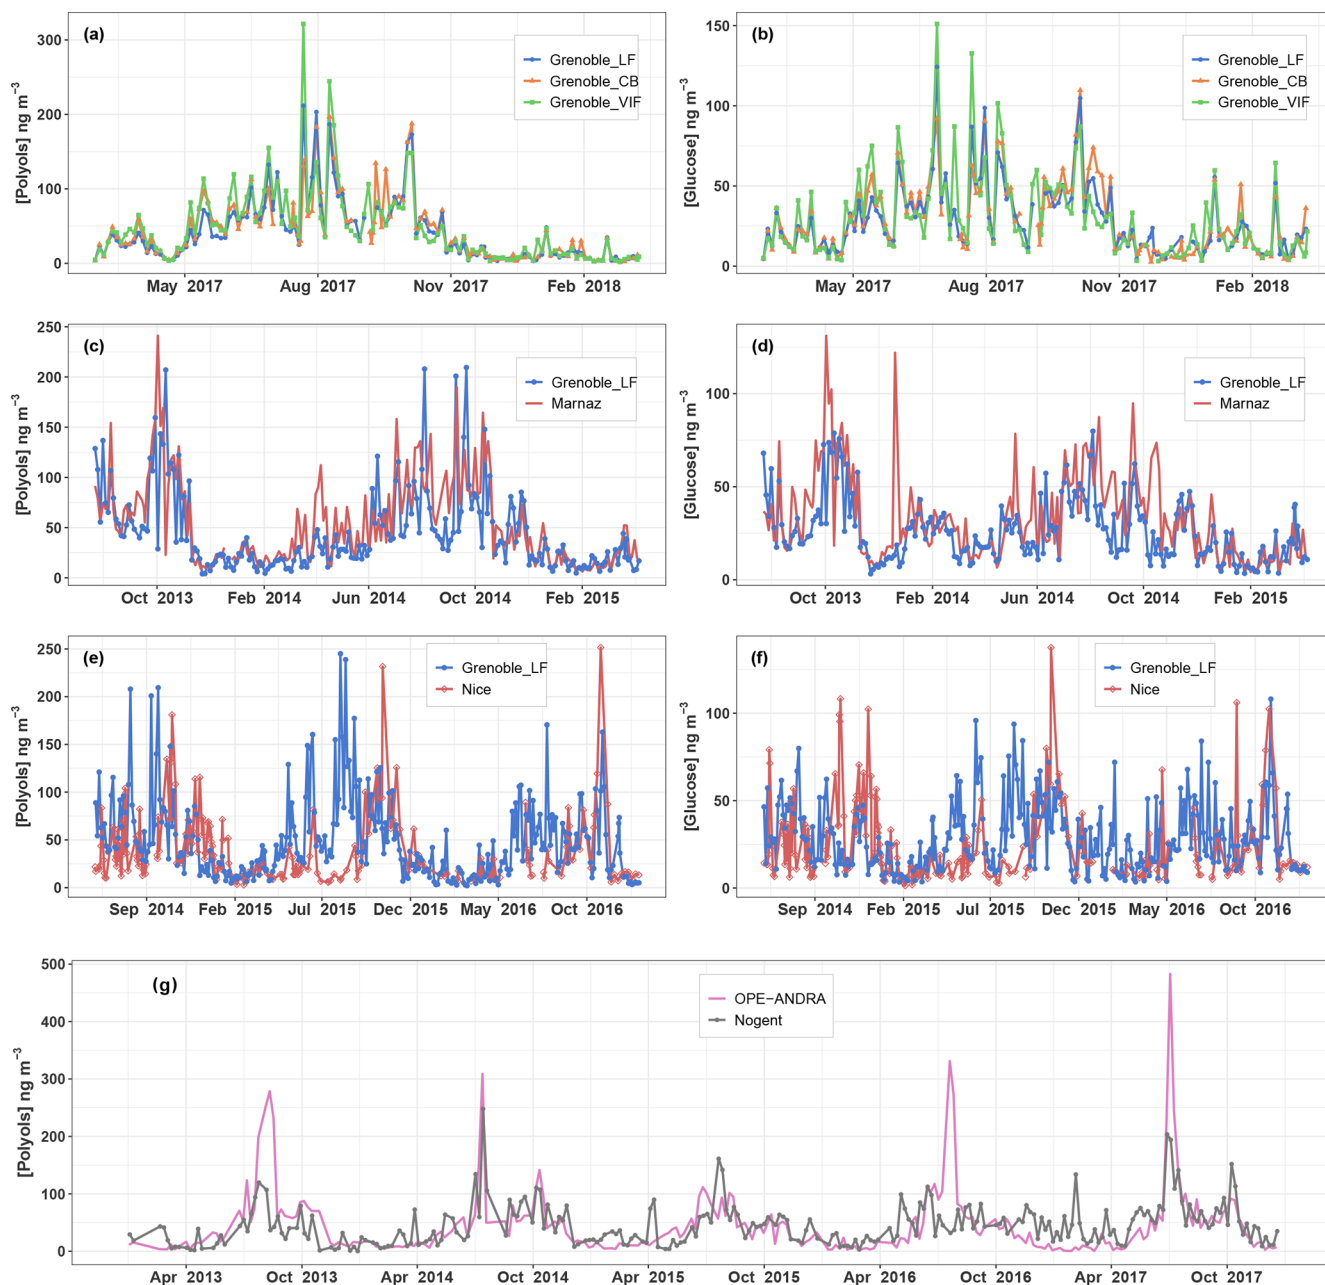 (a)
[Polyols] ng m⁻³
300
200
100
0
Grenoble_LF
Grenoble_CB
Grenoble_VIF
May 2017
Aug 2017
Nov 2017
Feb 2018
(b)
[Glucose] ng m⁻³
150
100
50
0
Grenoble_LF
Grenoble_CB
Grenoble_VIF
May 2017
Aug 2017
Nov 2017
Feb 2018
(c)
[Polyols] ng m⁻³
250
200
150
100
50
0
Grenoble_LF
Marnaz
Oct 2013
Feb 2014
Jun 2014
Oct 2014
Feb 2015
(d)
[Glucose] ng m⁻³
100
50
0
Grenoble_LF
Marnaz
Oct 2013
Feb 2014
Jun 2014
Oct 2014
Feb 2015
(e)
[Polyols] ng m⁻³
250
200
150
100
50
0
Grenoble_LF
Nice
Sep 2014
Feb 2015
Jul 2015
Dec 2015
May 2016
Oct 2016
(f)
[Glucose] ng m⁻³
100
50
0
Grenoble_LF
Nice
Sep 2014
Feb 2015
Jul 2015
Dec 2015
May 2016
Oct 2016
(g)
[Polyols] ng m⁻³
500
400
300
200
100
0
OPE−ANDRA
Nogent
Apr 2013
Oct 2013
Apr 2014
Oct 2014
Apr 2015
Oct 2015
Apr 2016
Oct 2016
Apr 2017
Oct 2017